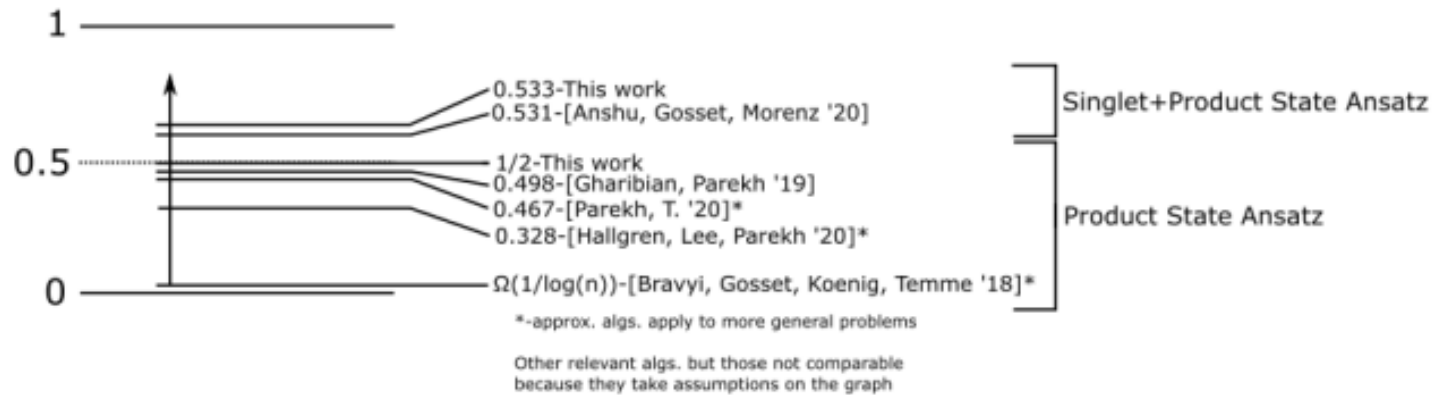 1
0.533-This work
0.531-[Anshu, Gosset, Morenz '20]
Singlet+Product State Ansatz
0.5
1/2-This work
0.498-[Gharibian, Parekh '19]
0.467-[Parekh, T. '20]*
0.328-[Hallgren, Lee, Parekh '20]*
Product State Ansatz
0
Ω(1/log(n))-[Bravyi, Gosset, Koenig, Temme '18]*
*-approx. algs. apply to more general problems
Other relevant algs. but those not comparable
because they take assumptions on the graph